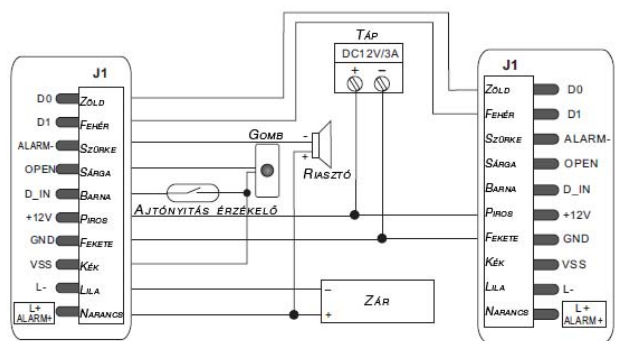 TÁP
DC12V/3A
+ −
J1
D0 ZÖLD
D1 FEHÉR
ALARM- SZÜRKE
OPEN SÁRGA
D_IN BARNA
+12V PIROS
GND FEKETE
VSS KÉK
L- LILA
L+
ALARM+
NARANCS
GOMB
-
+
RIASZTÓ
AJTÓNYITÁS ÉRZÉKELŐ
−
+
ZÁR
J1
ZÖLD D0
FEHÉR D1
SZÜRKE ALARM-
SÁRGA OPEN
BARNA D_IN
PIROS +12V
FEKETE GND
KÉK VSS
LILA L-
NARANCS
L+
ALARM+